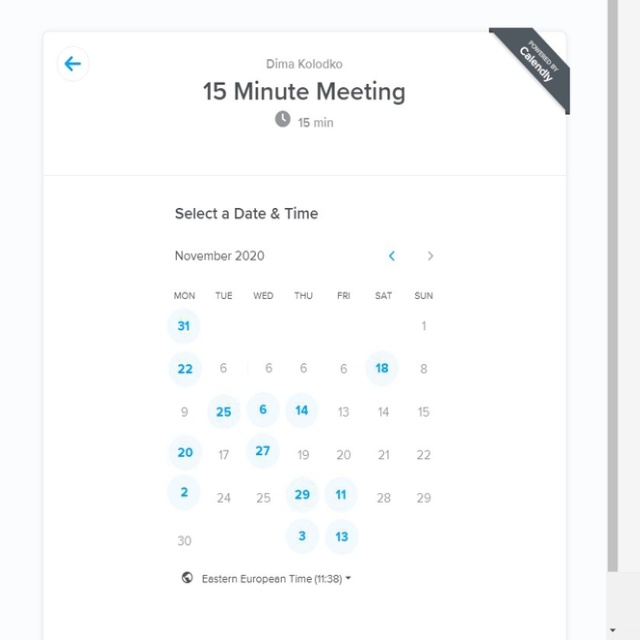 Dima Kolodko
15 Minute Meeting
15 min
POWERED BY
Calendly
Select a Date & Time
November 2020
MON TUE WED THU FRI SAT SUN
31 1
22 6 6 6 6 18 8
9 25 6 14 13 14 15
20 17 27 19 20 21 22
2 24 25 29 11 28 29
30 3 13
Eastern European Time (11:38)